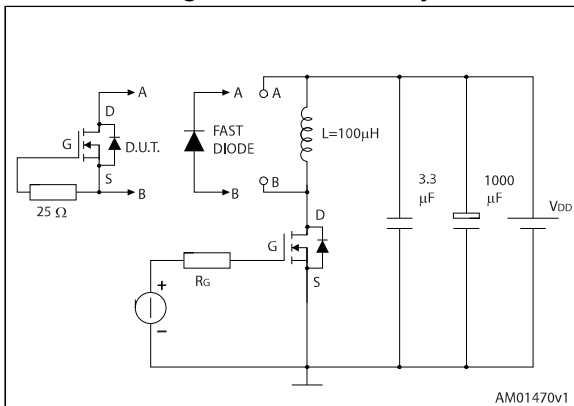 A
A
A
D
G
D.U.T.
FAST
DIODE
L=100μH
S
B
B
B
25 Ω
D
G
S
RG
3.3
μF
1000
μF
VDD
+
–
AM01470v1